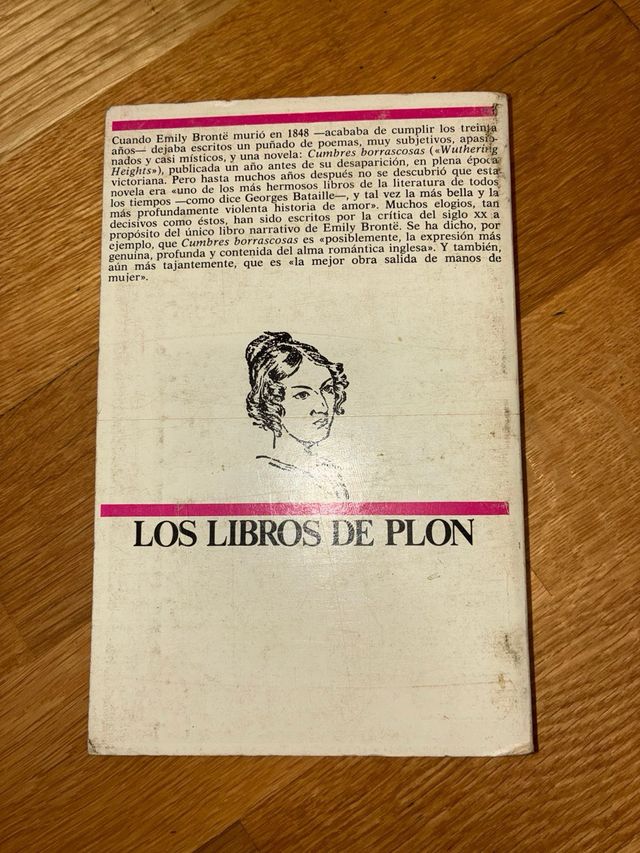 Cuando Emily Brontë murió en 1848 —acababa de cumplir los treinta
años— dejaba escritos un puñado de poemas, muy subjetivos, apasio-
nados y casi místicos, y una novela: Cumbres borrascosas («Wuthering
Heights»), publicada un año antes de su desaparición, en plena época
victoriana. Pero hasta muchos años después no se descubrió que esta
novela era «uno de los más hermosos libros de la literatura de todos
los tiempos —como dice Georges Bataille—, y tal vez la más bella y la
más profundamente violenta historia de amor». Muchos elogios, tan
decisivos como éstos, han sido escritos por la crítica del siglo XX a
propósito del único libro narrativo de Emily Brontë. Se ha dicho, por
ejemplo, que Cumbres borrascosas es «posiblemente, la expresión más
genuina, profunda y contenida del alma romántica inglesa». Y también,
aún más tajantemente, que es «la mejor obra salida de manos de
mujer».
LOS LIBROS DE PLON